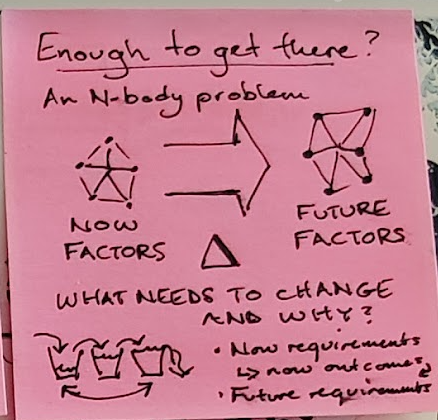 Enough to get there?
An N-body problem
NOW
FACTORS
FUTURE
FACTORS
Δ
WHAT NEEDS TO CHANGE
AND WHY?
• Now requirements
↳ now outcomes
• Future requirements